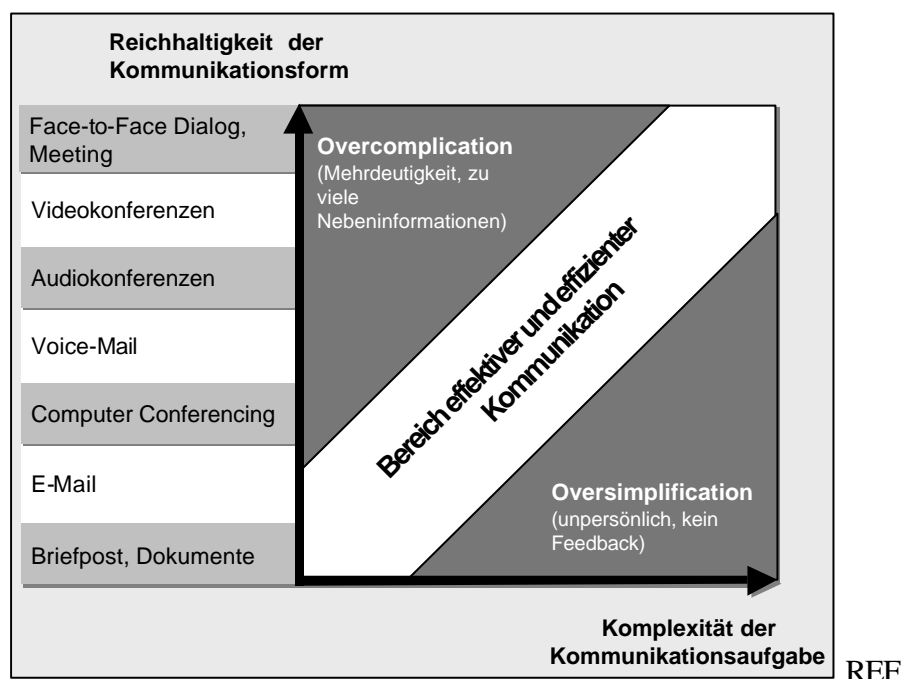 Reichhaltigkeit der
Kommunikationsform
Face-to-Face Dialog,
Meeting
Videokonferenzen
Audiokonferenzen
Voice-Mail
Computer Conferencing
E-Mail
Briefpost, Dokumente
Overcomplication
(Mehrdeutigkeit, zu
viele
Nebeninformationen)
Bereich effektiver und effizienter
Kommunikation
Oversimplification
(unpersönlich, kein
Feedback)
Komplexität der
Kommunikationsaufgabe